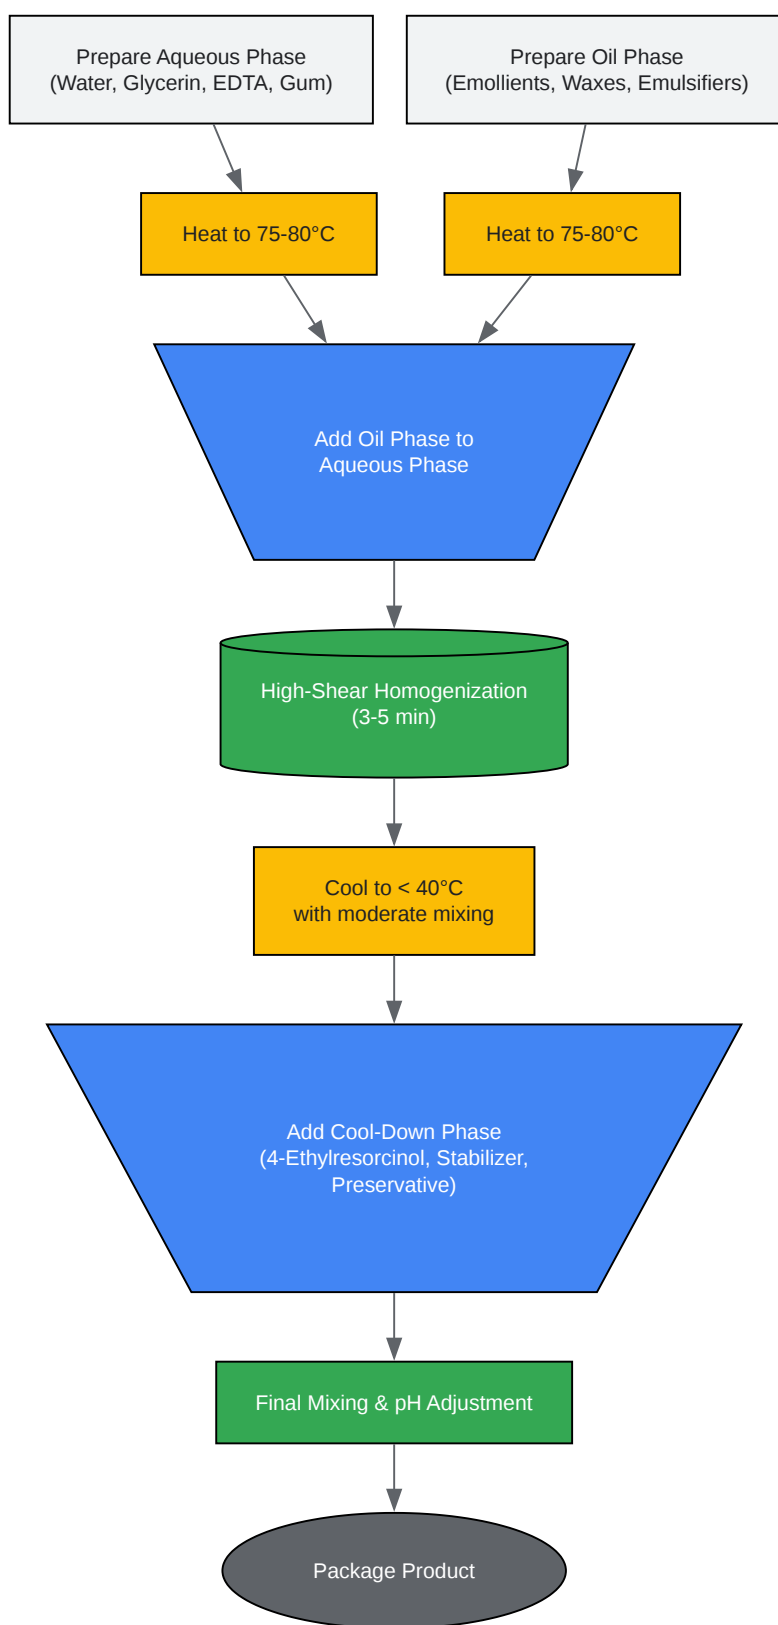 Prepare Aqueous Phase
(Water, Glycerin, EDTA, Gum)
Prepare Oil Phase
(Emollients, Waxes, Emulsifiers)
Heat to 75-80°C
Heat to 75-80°C
Add Oil Phase to
Aqueous Phase
High-Shear Homogenization
(3-5 min)
Cool to < 40°C
with moderate mixing
Add Cool-Down Phase
(4-Ethylresorcinol, Stabilizer,
Preservative)
Final Mixing & pH Adjustment
Package Product